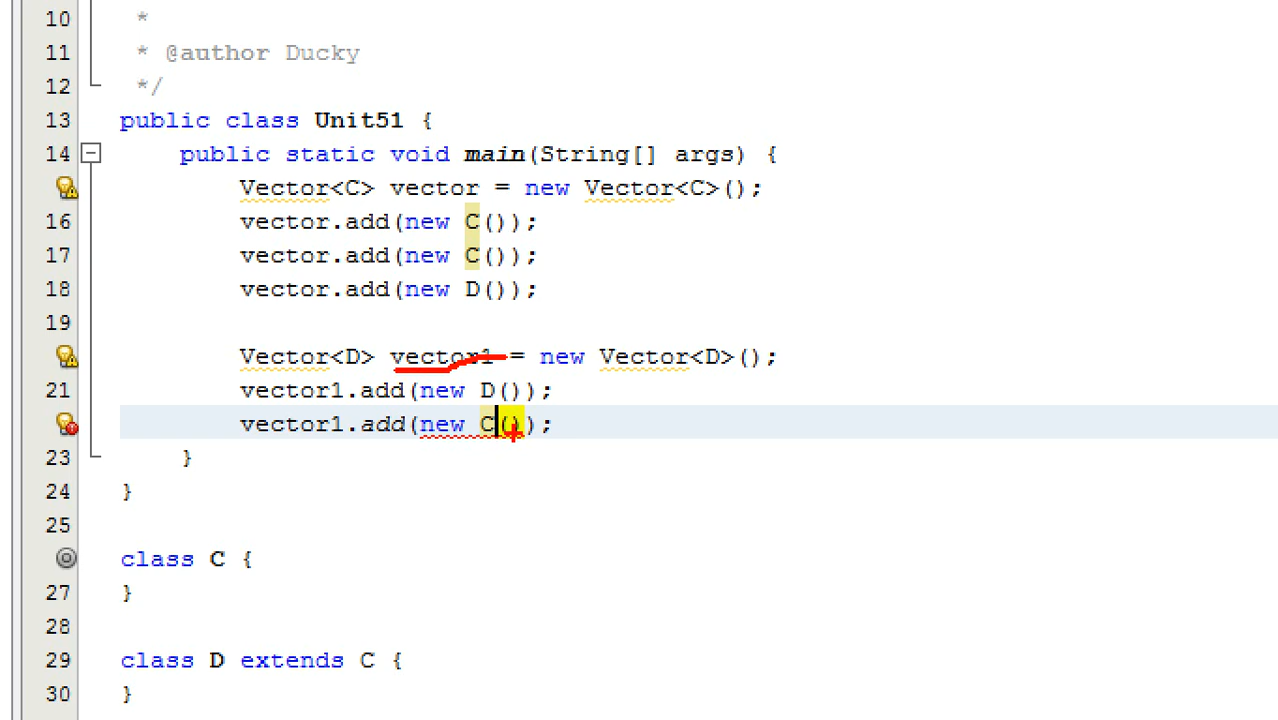 10 *
11 * @author Ducky
12 */
13 public class Unit51 {
14 public static void main(String[] args) {
Vector<C> vector = new Vector<C>();
16 vector.add(new C());
17 vector.add(new C());
18 vector.add(new D());
19
Vector<D> vector1 = new Vector<D>();
21 vector1.add(new D());
vector1.add(new C());
23 }
24 }
25
class C {
27 }
28
29 class D extends C {
30 }